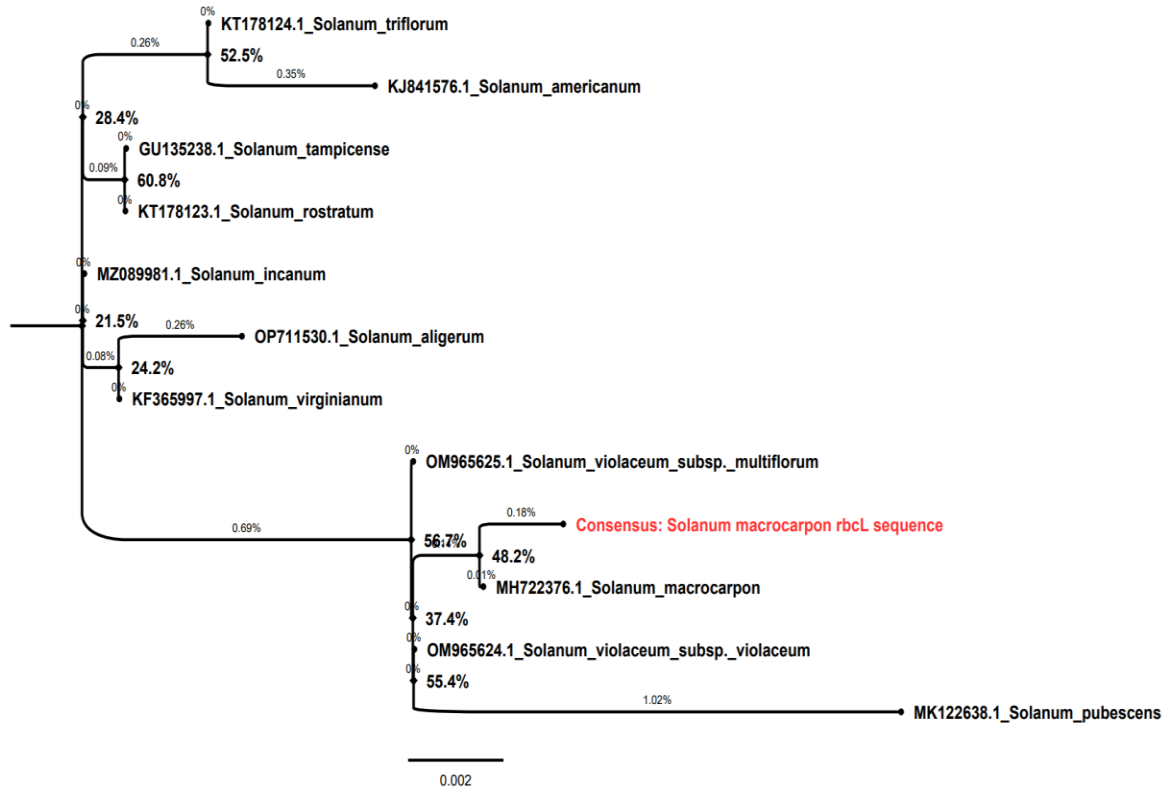 0%
KT178124.1_Solanum_triflorum
0.26%
52.5%
0.35%
KJ841576.1_Solanum_americanum
0%
28.4%
0%
GU135238.1_Solanum_tampicense
0.09%
60.8%
0%
KT178123.1_Solanum_rostratum
0%
MZ089981.1_Solanum_incanum
0%
21.5%
0.26%
OP711530.1_Solanum_aligerum
0.08%
24.2%
0%
KF365997.1_Solanum_virginianum
0%
OM965625.1_Solanum_violaceum_subsp._multiflorum
0.18%
Consensus: Solanum macrocarpon rbcL sequence
0.69%
56.7%
48.2%
0.01%
MH722376.1_Solanum_macrocarpon
0%
37.4%
0%
OM965624.1_Solanum_violaceum_subsp._violaceum
0%
55.4%
1.02%
MK122638.1_Solanum_pubescens
0.002